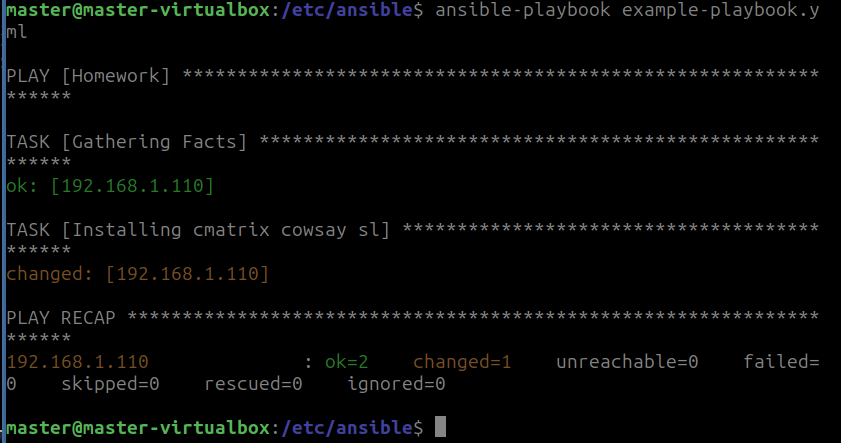 master@master-virtualbox:/etc/ansible$ ansible-playbook example-playbook.y
ml
PLAY [Homework] **********************************************************
******
TASK [Gathering Facts] ***************************************************
******
ok: [192.168.1.110]
TASK [Installing cmatrix cowsay sl] **************************************
******
changed: [192.168.1.110]
PLAY RECAP ***************************************************************
******
192.168.1.110              : ok=2    changed=1    unreachable=0    failed=
0    skipped=0    rescued=0    ignored=0
master@master-virtualbox:/etc/ansible$